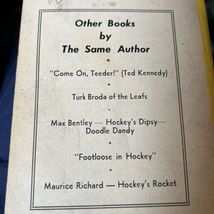 Other Books
by
The Same Author
"Come On, Teeder!" (Ted Kennedy)
Turk Broda of the Leafs
Max Bentley — Hockey's Dipsy—
Doodle Dandy
"Footloose in Hockey"
Maurice Richard — Hockey's Rocket